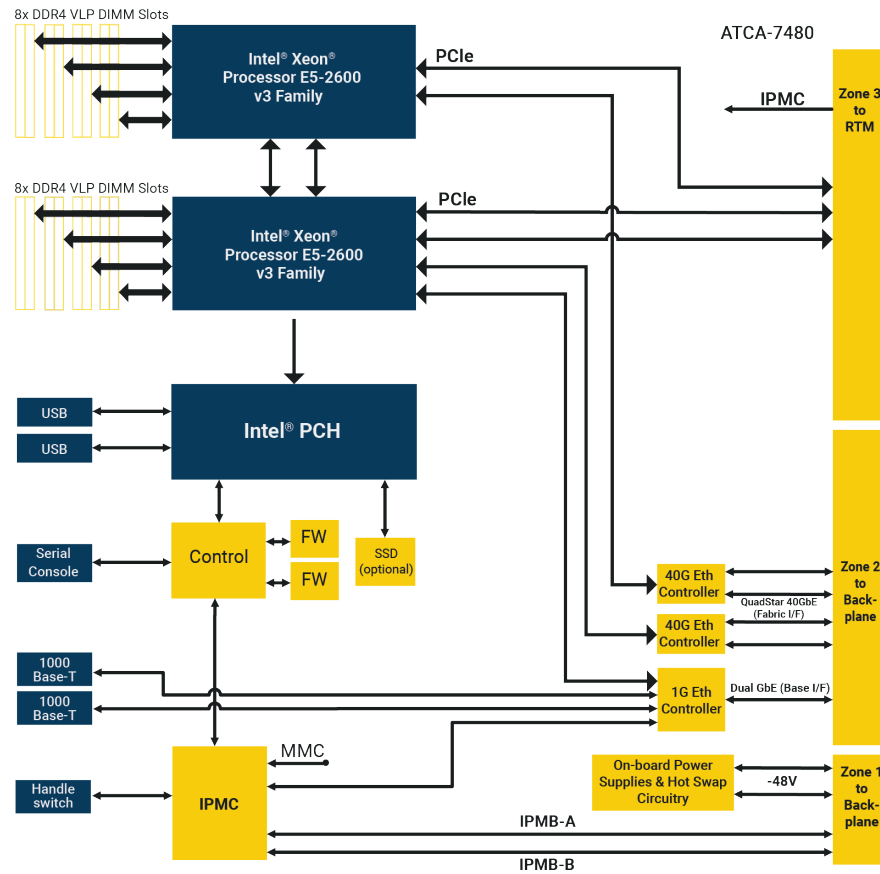 8x DDR4 VLP DIMM Slots
ATCA-7480
Intel® Xeon®
Processor E5-2600
v3 Family
PCIe
IPMC
Zone 3
to
RTM
8x DDR4 VLP DIMM Slots
Intel® Xeon®
Processor E5-2600
v3 Family
PCIe
USB
USB
Intel® PCH
Serial
Console
Control
FW
FW
SSD
(optional)
40G Eth
Controller
QuadStar 40GbE
(Fabric I/F)
40G Eth
Controller
Zone 2
to
Back-
plane
1000
Base-T
1000
Base-T
1G Eth
Controller
Dual GbE (Base I/F)
MMC
Handle
switch
IPMC
On-board Power
Supplies & Hot Swap
Circuitry
-48V
Zone 1
to
Back-
plane
IPMB-A
IPMB-B